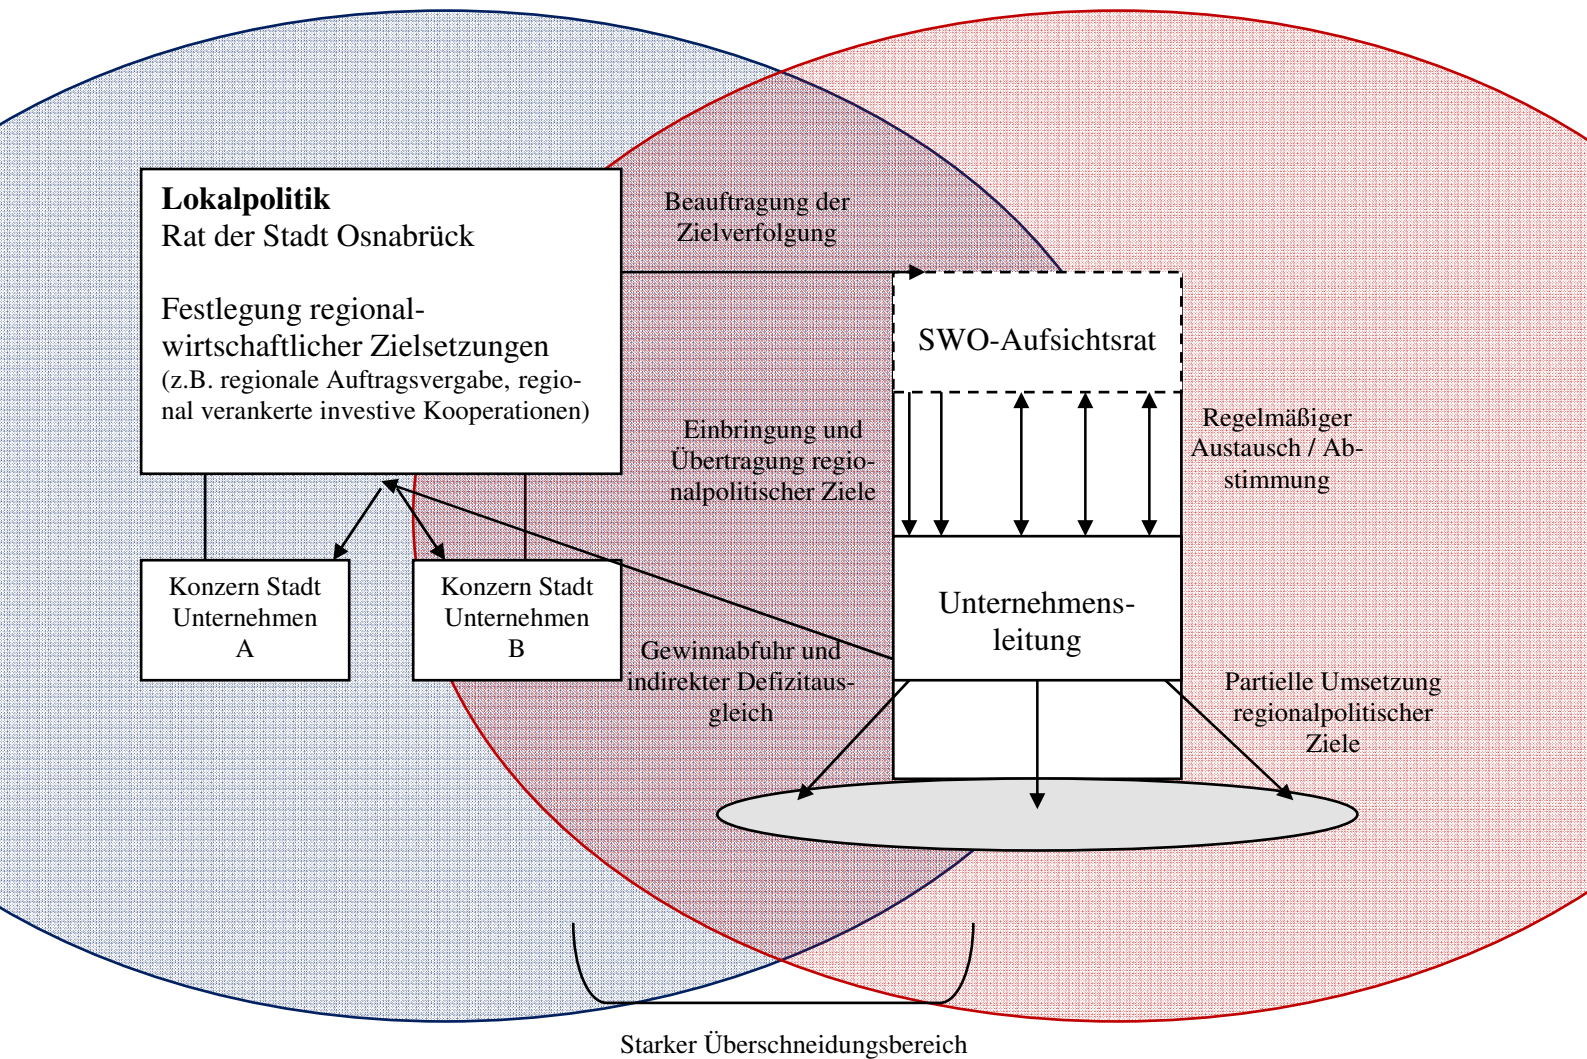 Lokalpolitik
Rat der Stadt Osnabrück
Festlegung regional-
wirtschaftlicher Zielsetzungen
(z.B. regionale Auftragsvergabe, regio-
nal verankerte investive Kooperationen)
Beauftragung der
Zielverfolgung
SWO-Aufsichtsrat
Einbringung und
Übertragung regio-
nalpolitischer Ziele
Regelmäßiger
Austausch / Ab-
stimmung
Konzern Stadt
Unternehmen
A
Konzern Stadt
Unternehmen
B
Unternehmens-
leitung
Gewinnabfuhr und
indirekter Defizitaus-
gleich
Partielle Umsetzung
regionalpolitischer
Ziele
Starker Überschneidungsbereich